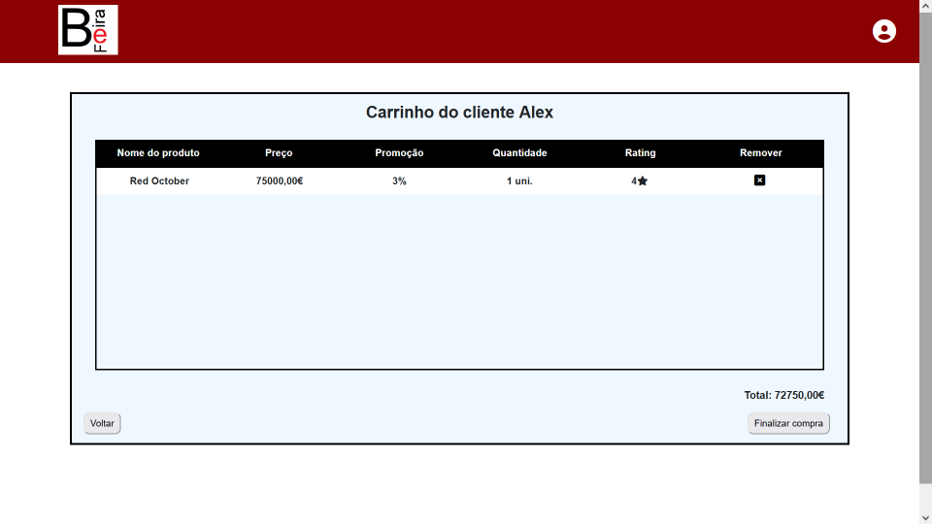 Beira
Feira
Carrinho do cliente Alex
Nome do produto Preço Promoção Quantidade Rating Remover
Red October 75000,00€ 3% 1 uni. 4
Total: 72750,00€
Voltar Finalizar compra